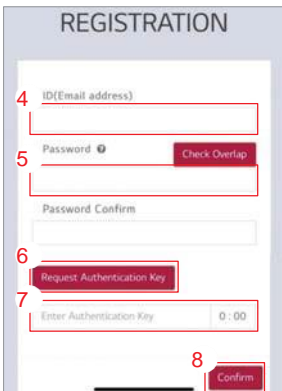 REGISTRATION
4
ID(Email address)
Password ?
Check Overlap
5
Password Confirm
6
Request Authentication Key
7
Enter Authentication Key 0 : 00
8
Confirm